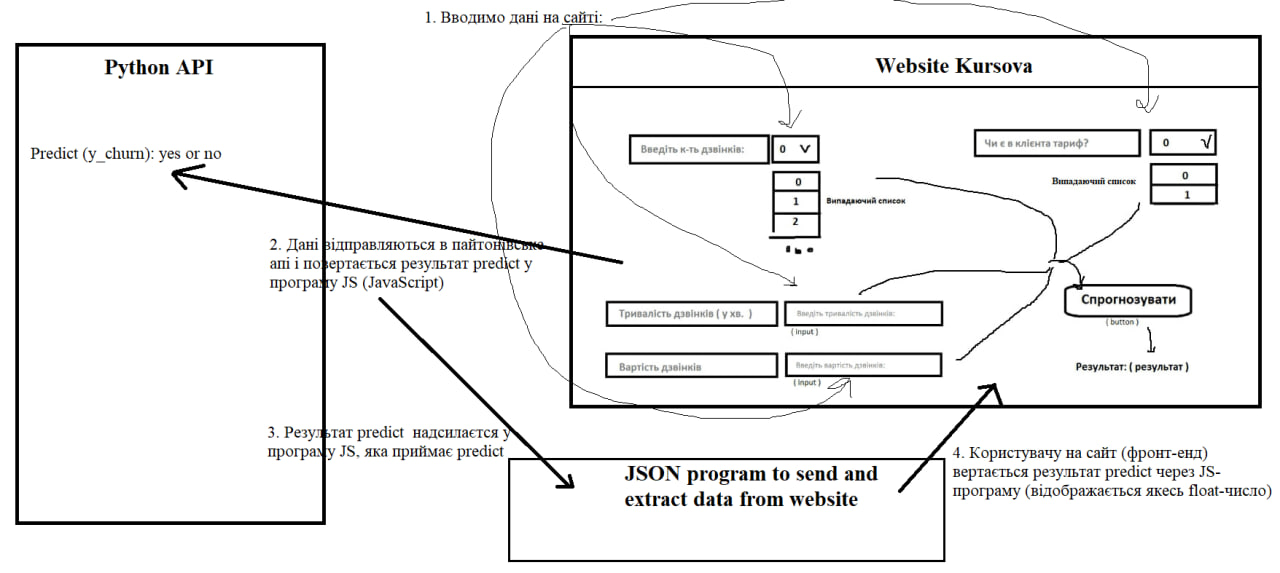 1. Вводимо дані на сайті:
Python API
Predict (y_churn): yes or no
Website Kursova
Введіть к-ть дзвінків:
0
0
1
2
Випадаючий список
Чи є в клієнта тариф?
0
Випадаючий список
0
1
2. Дані відправляються в пайтонівське
апі і повертається результат predict у
програму JS (JavaScript)
Тривалість дзвінків ( у хв. )
Введіть тривалість дзвінків:
( input )
Вартість дзвінків
Введіть вартість дзвінків:
( input )
Спрогнозувати
( button )
Результат: ( результат )
3. Результат predict надсилаєтся у
програму JS, яка приймає predict
JSON program to send and
extract data from website
4. Користувачу на сайт (фронт-енд)
вертається результат predict через JS-
програму (відображається якесь float-число)